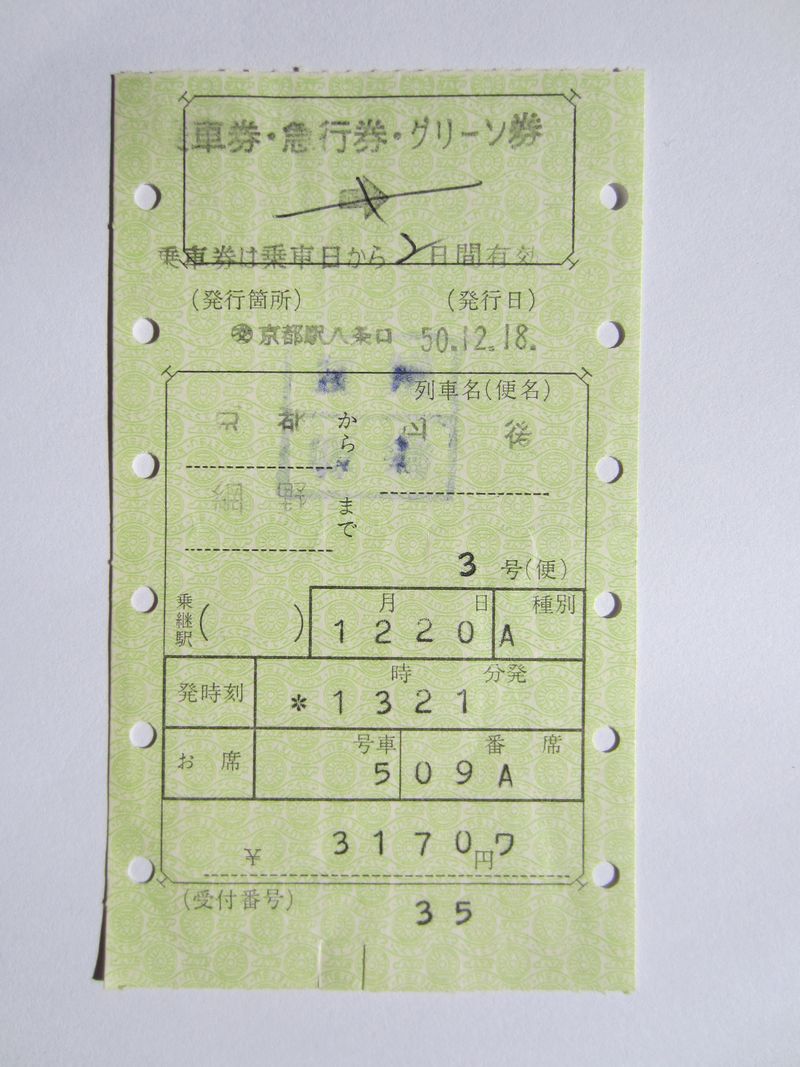 車券・急行券・グリーン券
乗車券は乗車日から2日間有効
(発行箇所) (発行日)
㋹京都駅八条口 50.12.18.
列車名(便名)
京都から 丹後
網野まで
3号(便)
乗継駅( ) 月 日 種別
1220 A
発時刻 時 分発
*1321
お席 号車 番 席
5 09A
¥ 3170円ワ
(受付番号)
35